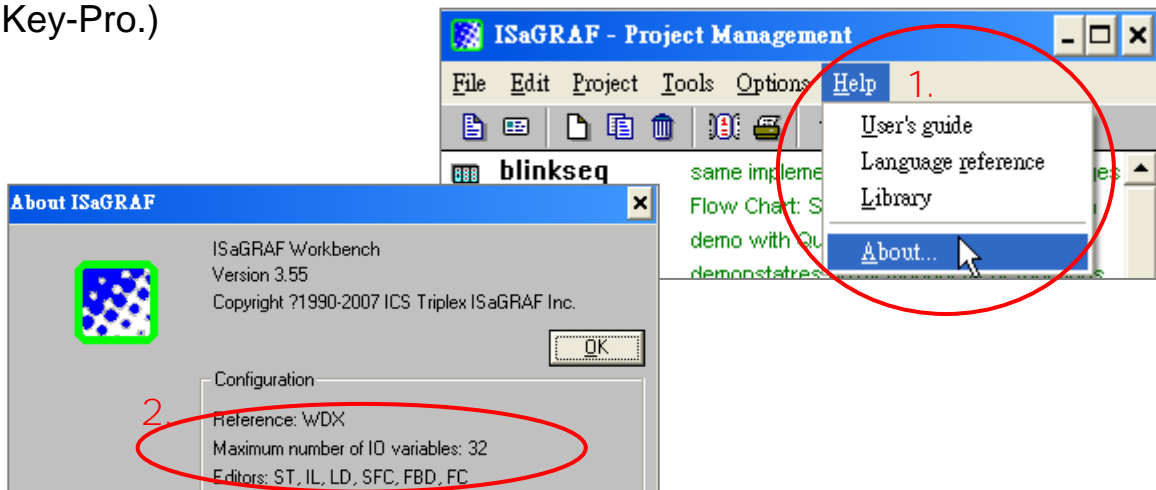 Key-Pro.)
ISaGRAF - Project Management
File Edit Project Tools Options Help 1.
User's guide
Language reference
Library
About...
blinkseq same
Flow Chart:
demo with
About ISaGRAF
ISaGRAF Workbench
Version 3.55
Copyright ?1990-2007 ICS Triplex ISaGRAF Inc.
OK
Configuration
2.
Reference: WDX
Maximum number of IO variables: 32
Editors: ST, IL, LD, SFC, FBD, FC